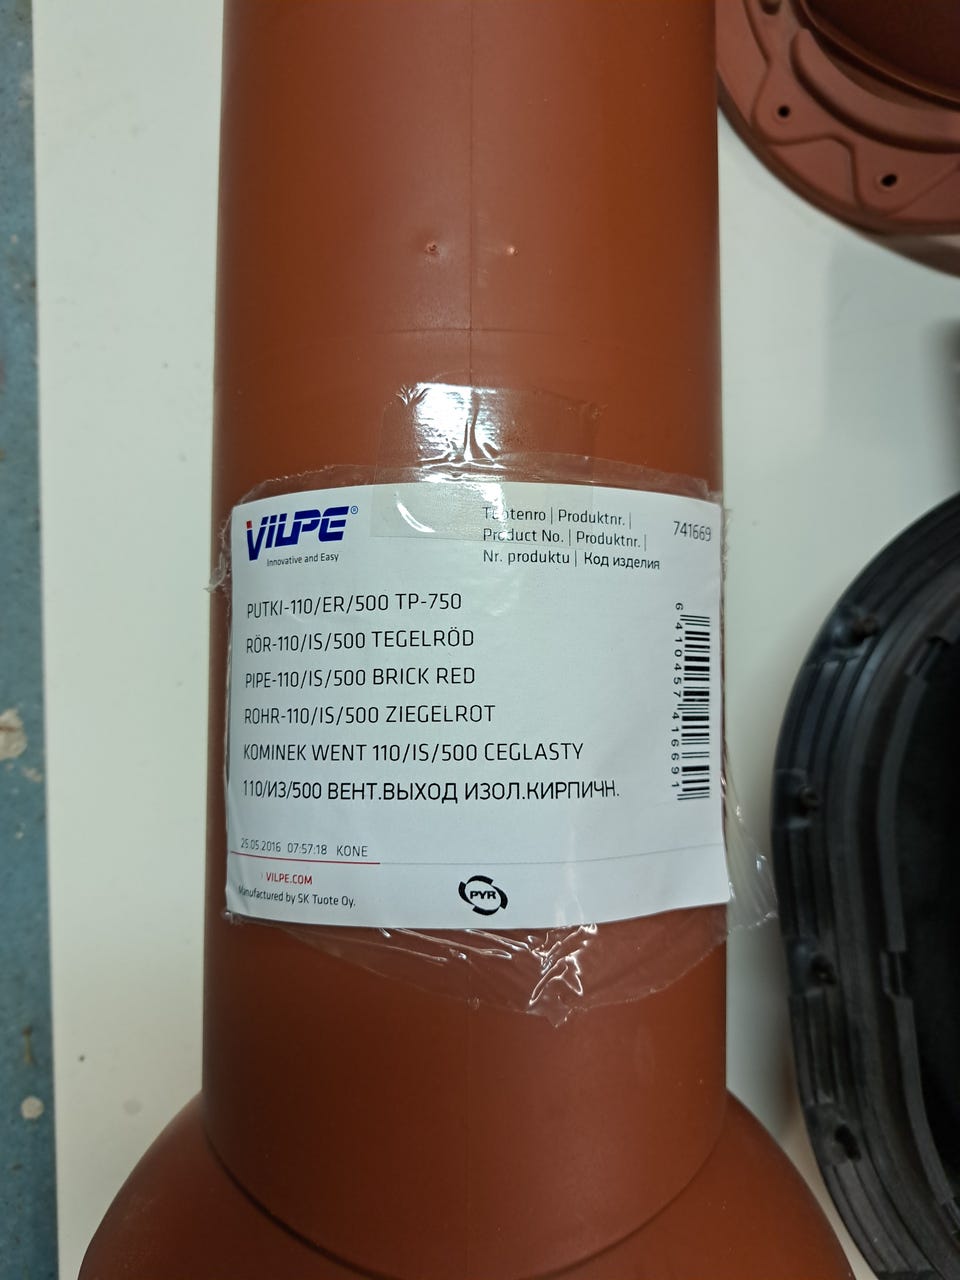 VILPE®
Innovative and Easy
Tuotenro | Produktnr. |
Product No. | Produktnr. |
Nr. produktu | Код изделия
741669
PUTKI-110/ER/500 TP-750
RÖR-110/IS/500 TEGELRÖD
PIPE-110/IS/500 BRICK RED
ROHR-110/IS/500 ZIEGELROT
KOMINEK WENT 110/IS/500 CEGLASTY
110/ИЗ/500 ВЕНТ.ВЫХОД ИЗОЛ.КИРПИЧН.
6410457416691
25.05.2016 07:57:18 KONE
VILPE.COM
Manufactured by SK Tuote Oy.
PYR